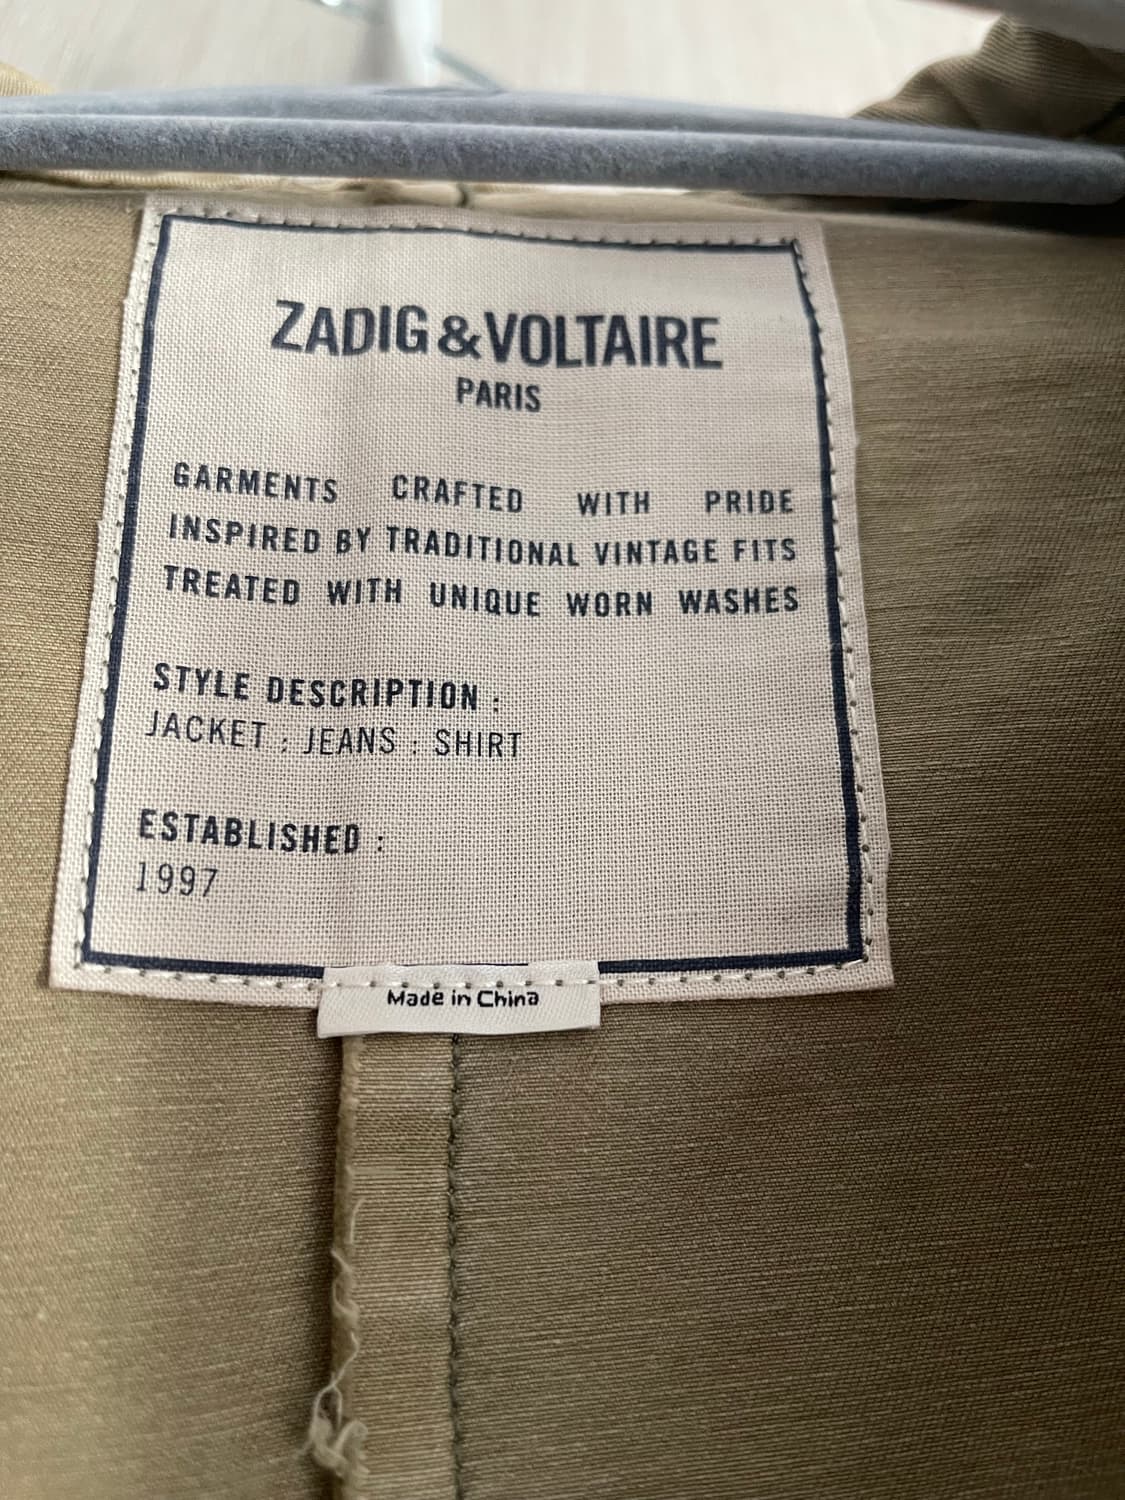 ZADIG & VOLTAIRE
PARIS
GARMENTS CRAFTED WITH PRIDE
INSPIRED BY TRADITIONAL VINTAGE FITS
TREATED WITH UNIQUE WORN WASHES
STYLE DESCRIPTION :
JACKET : JEANS : SHIRT
ESTABLISHED :
1997
Made in China